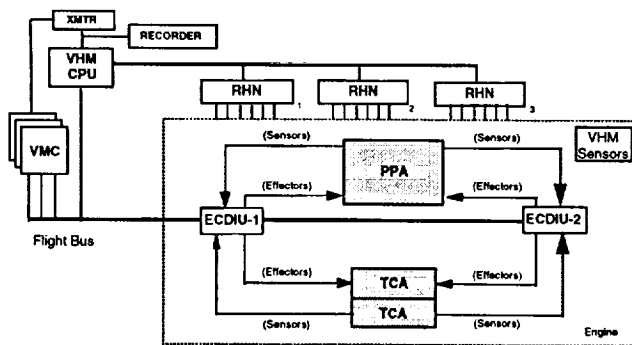 XMTR
RECORDER
VHM
CPU
RHN
1
RHN
2
RHN
3
VMC
(Sensors)
(Sensors)
VHM
Sensors
PPA
(Effectors)
(Effectors)
ECDIU-1
ECDIU-2
Flight Bus
(Effectors)
(Effectors)
TCA
TCA
(Sensors)
(Sensors)
Engine